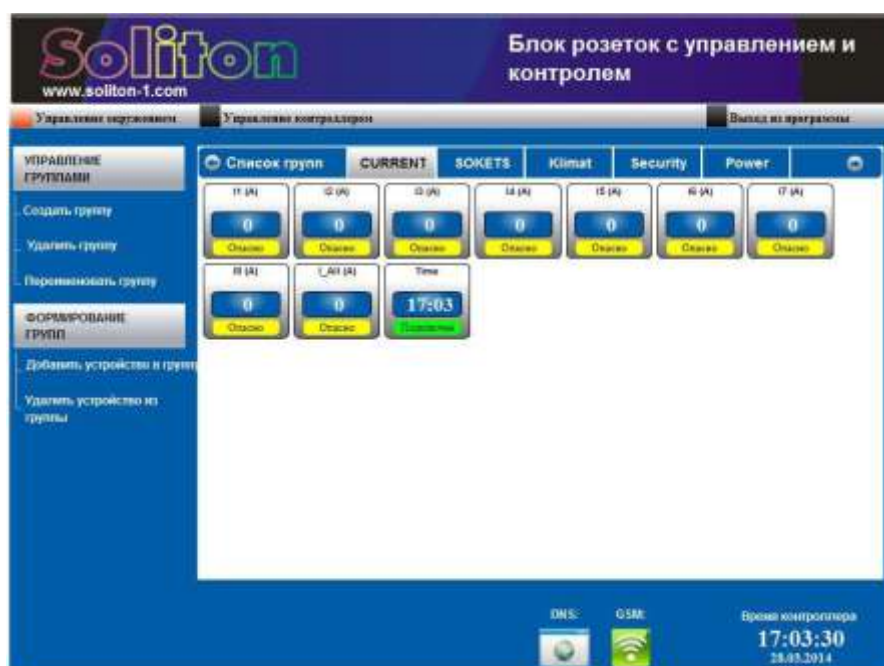 Soliton
www.soliton-1.com
Блок розеток с управлением и
контролем
Управление окружением
Управление контроллером
Выход из программы
УПРАВЛЕНИЕ
ГРУППАМИ
Создать группу
Удалить группу
Переименовать группу
ФОРМИРОВАНИЕ
ГРУПП
Добавить устройство в групп
Удалить устройство из
группы
Список групп
CURRENT
SOKETS
Klimat
Security
Power
I1 (A)
I2 (A)
I3 (A)
I4 (A)
I5 (A)
I6 (A)
I7 (A)
0
0
0
0
0
0
0
Опасно
Опасно
Опасно
Опасно
Опасно
Опасно
Опасно
I8 (A)
I_All (A)
Time
0
0
17:03
Опасно
Опасно
DNS:
GSM:
Время контроллера
17:03:30
28.03.2014